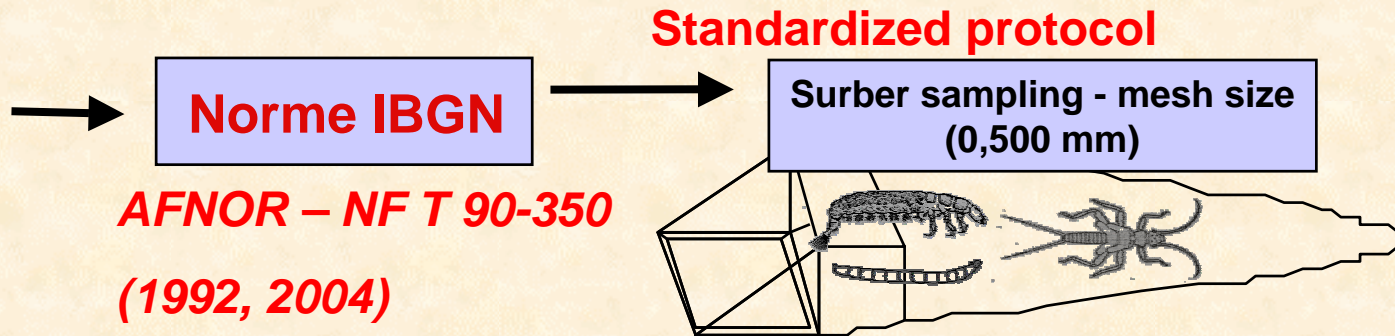 Standardized protocol
Norme IBGN
Surber sampling - mesh size
(0,500 mm)
AFNOR – NF T 90-350
(1992, 2004)